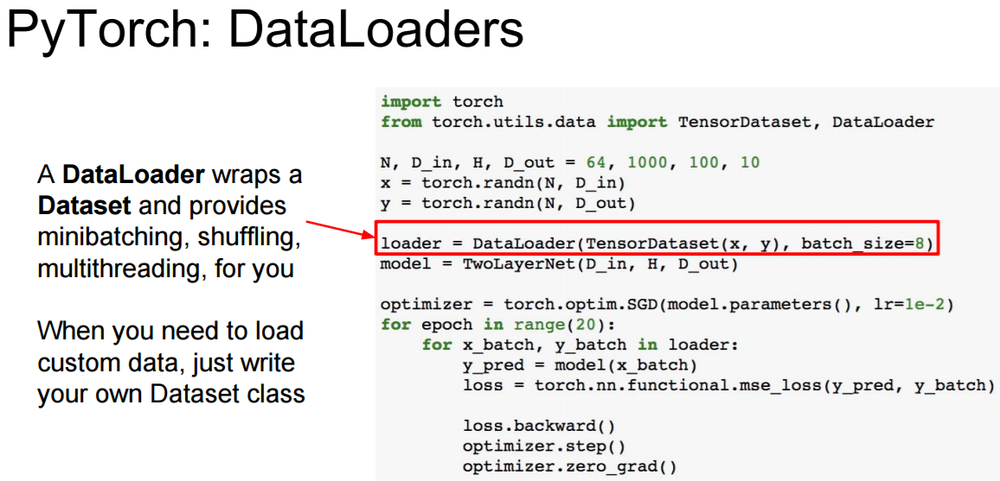 PyTorch: DataLoaders
A DataLoader wraps a
Dataset and provides
minibatching, shuffling,
multithreading, for you
When you need to load
custom data, just write
your own Dataset class
import torch
from torch.utils.data import TensorDataset, DataLoader
N, D_in, H, D_out = 64, 1000, 100, 10
x = torch.randn(N, D_in)
y = torch.randn(N, D_out)
loader = DataLoader(TensorDataset(x, y), batch_size=8)
model = TwoLayerNet(D_in, H, D_out)
optimizer = torch.optim.SGD(model.parameters(), lr=1e-2)
for epoch in range(20):
    for x_batch, y_batch in loader:
        y_pred = model(x_batch)
        loss = torch.nn.functional.mse_loss(y_pred, y_batch)
        loss.backward()
        optimizer.step()
        optimizer.zero_grad()